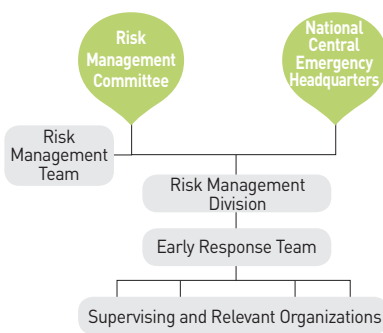 Risk
Management
Committee
National
Central
Emergency
Headquarters
Risk
Management
Team
Risk Management
Division
Early Response Team
Supervising and Relevant Organizations